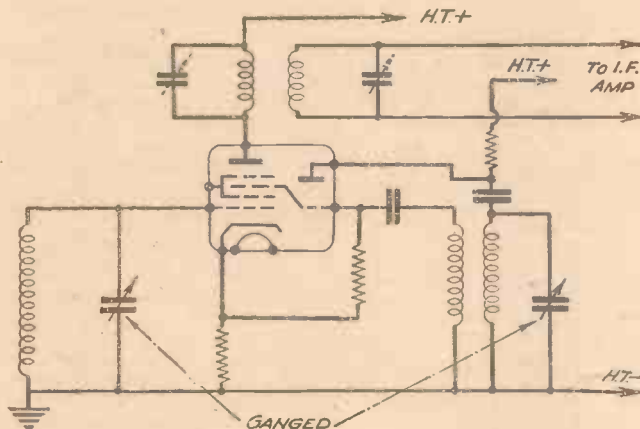 H.T.+
H.T.+
TO I.F.
AMP
H.T.-
GANGED